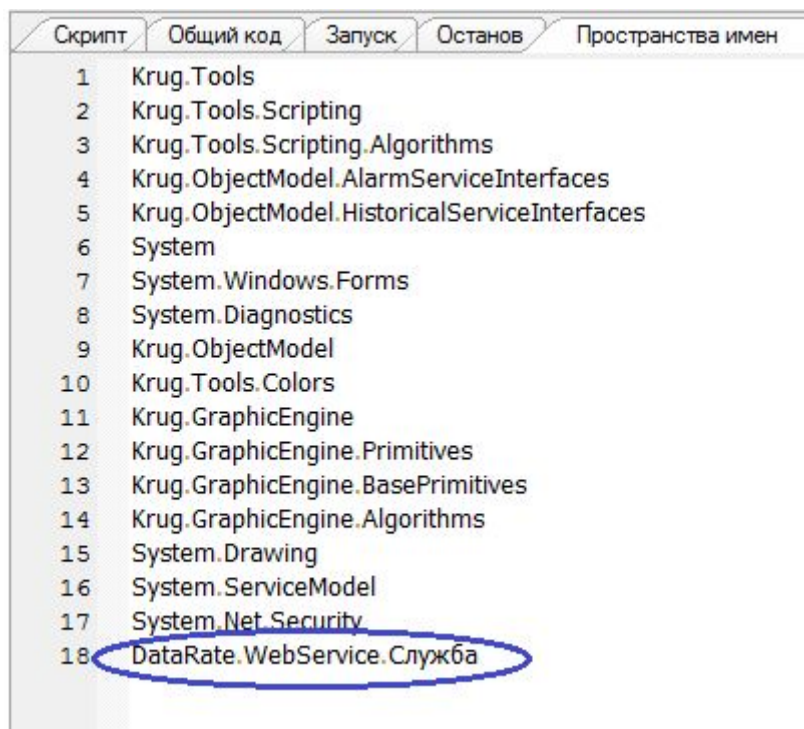 Скрипт Общий код Запуск Останов Пространства имен
1 Krug.Tools
2 Krug.Tools.Scripting
3 Krug.Tools.Scripting.Algorithms
4 Krug.ObjectModel.AlarmServiceInterfaces
5 Krug.ObjectModel.HistoricalServiceInterfaces
6 System
7 System.Windows.Forms
8 System.Diagnostics
9 Krug.ObjectModel
10 Krug.Tools.Colors
11 Krug.GraphicEngine
12 Krug.GraphicEngine.Primitives
13 Krug.GraphicEngine.BasePrimitives
14 Krug.GraphicEngine.Algorithms
15 System.Drawing
16 System.ServiceModel
17 System.Net.Security
18 DataRate.WebService.Служба